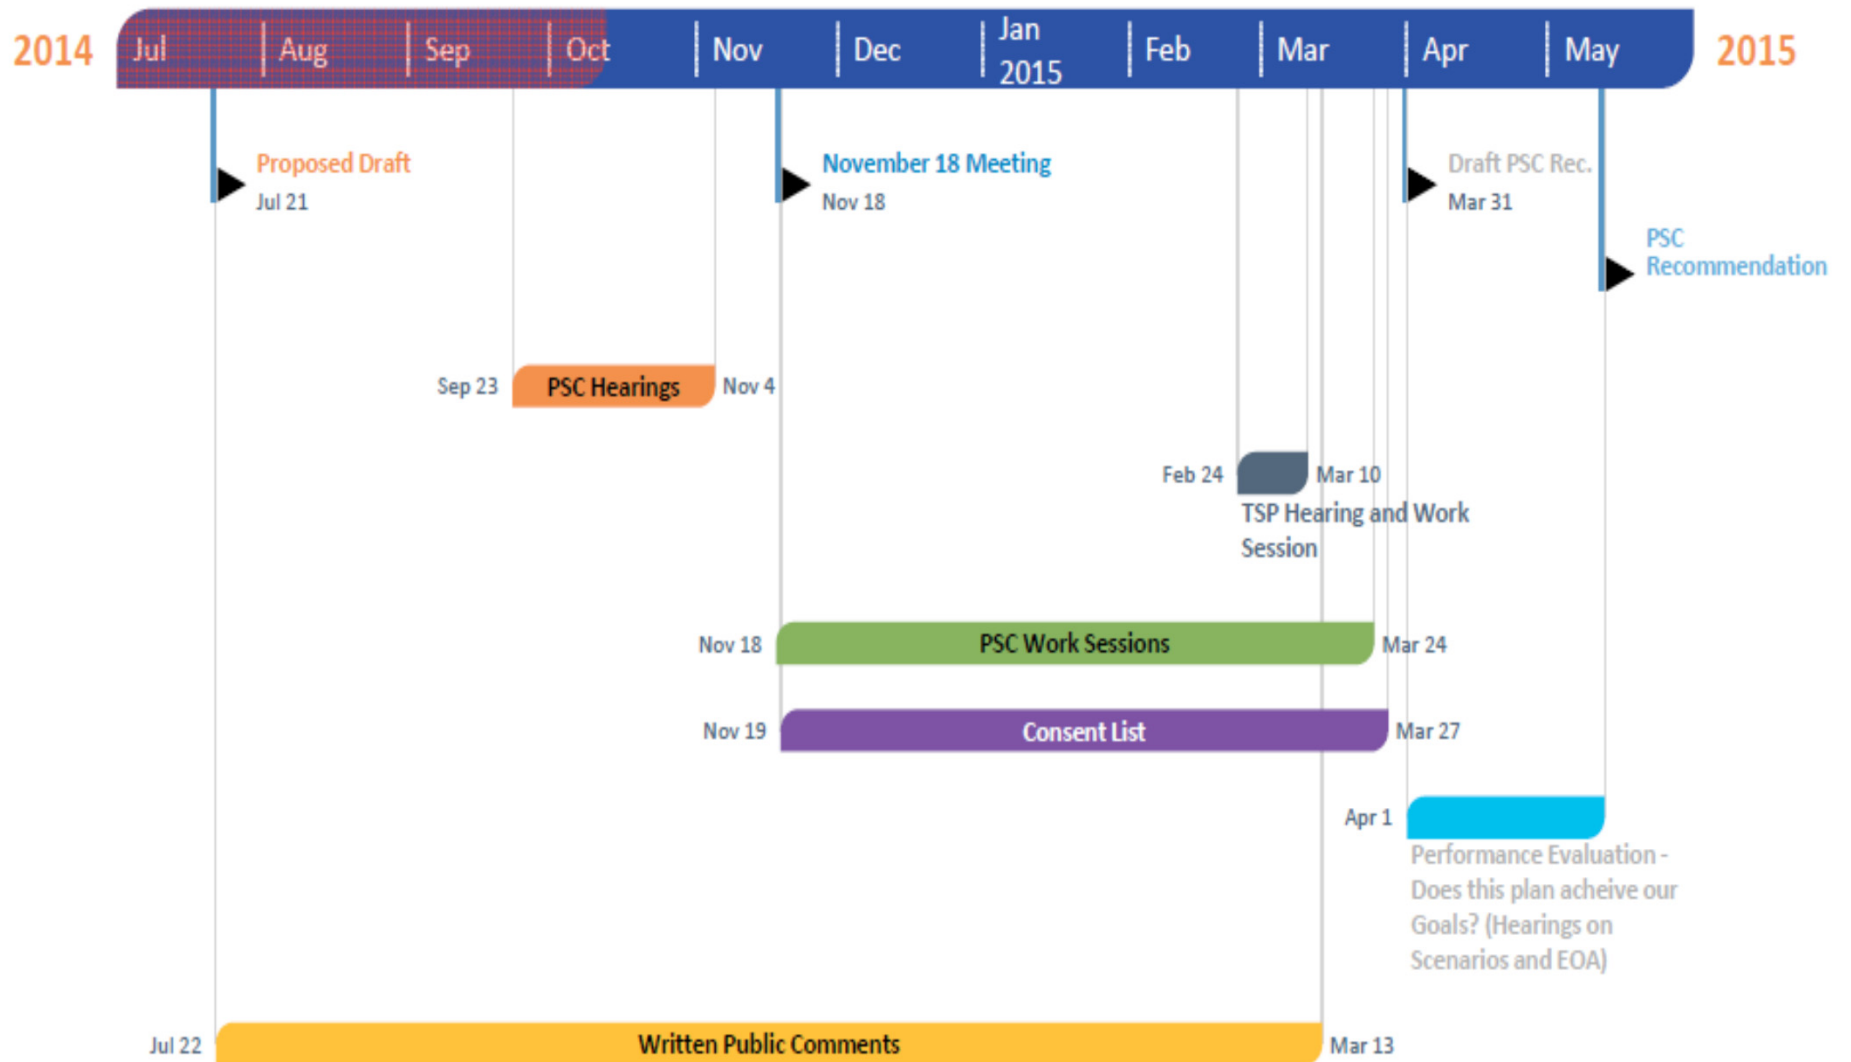 2014
Jul
Aug
Sep
Oct
Nov
Dec
Jan
2015
Feb
Mar
Apr
May
2015
Proposed Draft
Jul 21
November 18 Meeting
Nov 18
Draft PSC Rec.
Mar 31
PSC
Recommendation
Sep 23
PSC Hearings
Nov 4
Feb 24
Mar 10
TSP Hearing and Work
Session
Nov 18
PSC Work Sessions
Mar 24
Nov 19
Consent List
Mar 27
Apr 1
Performance Evaluation -
Does this plan acheive our
Goals? (Hearings on
Scenarios and EOA)
Jul 22
Written Public Comments
Mar 13